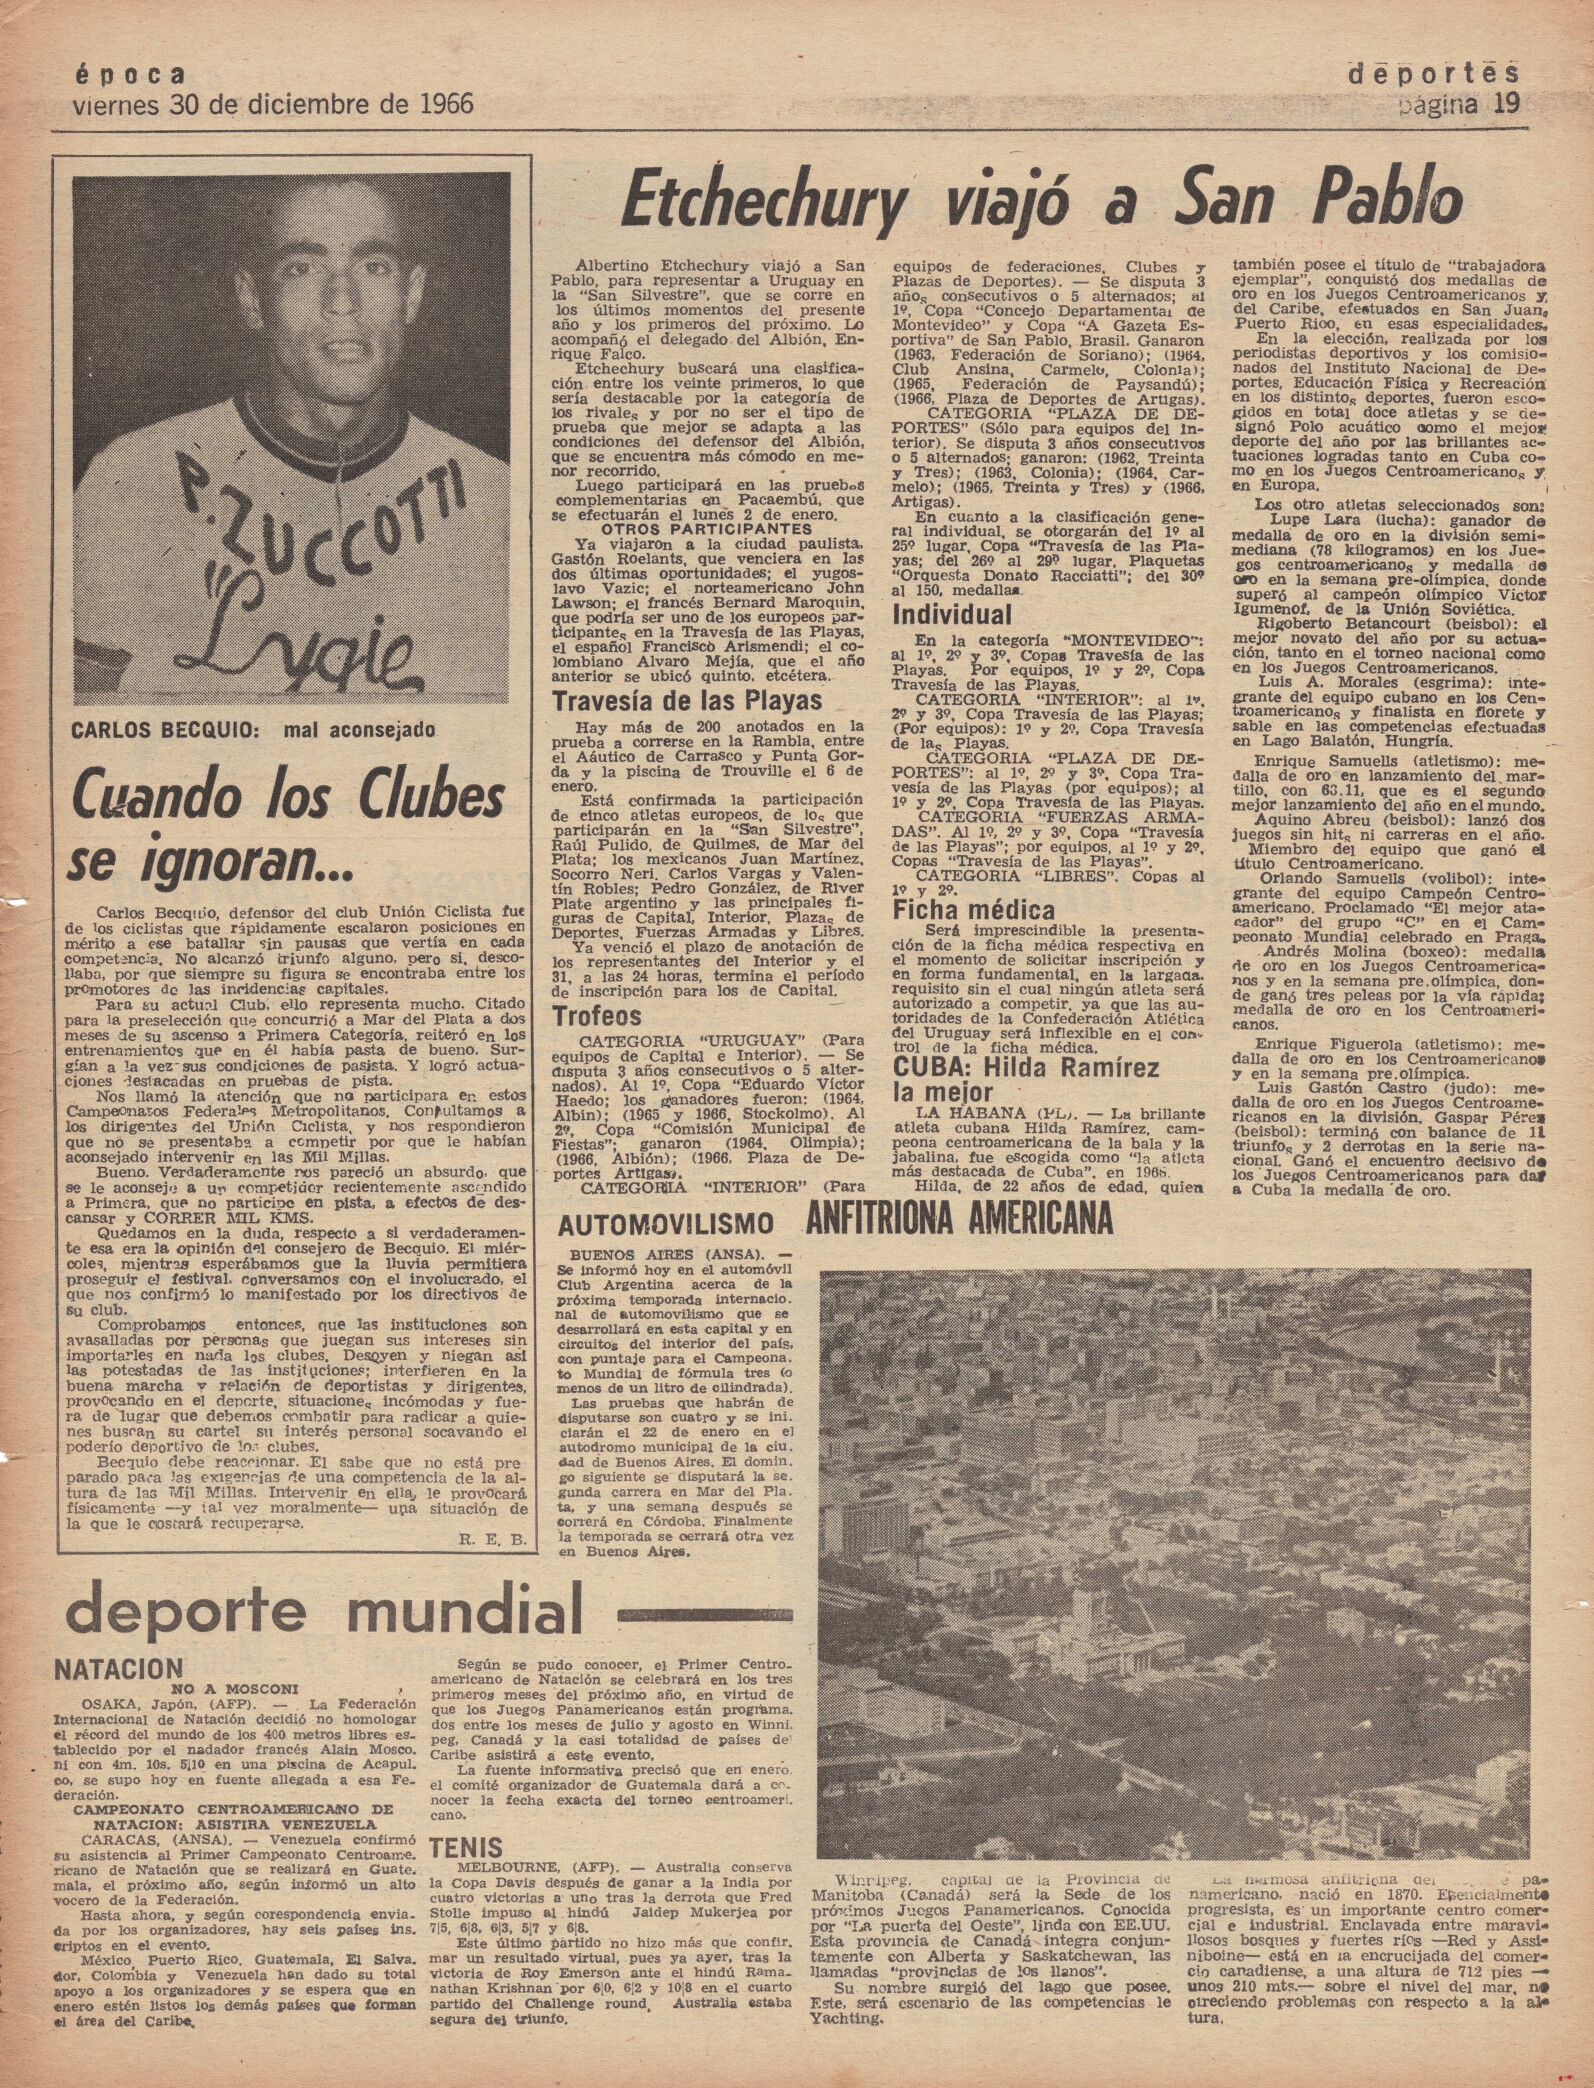 época
viernes 30 de diciembre de 1966
deportes
página 19
P. ZUCCOTTI
"Lygie
CARLOS BECQUIO: mal aconsejado
Cuando los Clubes
se ignoran...
Carlos Becquio, defensor del club Unión Ciclista fue
de los ciclistas que rápidamente escalaron posiciones en
mérito a ese batallar sin pausas que vertía en cada
competencia. No alcanzó triunfo alguno, pero si, desco-
llaba, por que siempre su figura se encontraba entre los
promotores de las incidencias capitales.
Para su actual Club, ello representa mucho. Citado
para la preselección que concurrió a Mar del Plata a dos
meses de su ascenso a Primera Categoría, reiteró en los
entrenamientos que en él había pasta de bueno. Sur-
gían a la vez sus condiciones de pasista. Y logró actua-
ciones destacadas en pruebas de pista.
Nos llamó la atención que no participara en estos
Campeonatos Federales Metropolitanos. Consultamos a
los dirigentes del Unión Ciclista, y nos respondieron
que no se presentaba a competir por que le habían
aconsejado intervenir en las Mil Millas.
Bueno. Verdaderamente nos pareció un absurdo, que
se le aconseje a un competidor recientemente ascendido
a Primera, que no participe en pista, a efectos de des-
cansar y CORRER MIL KMS.
Quedamos en la duda, respecto a si verdaderamen-
te esa era la opinión del consejero de Becquio. El miér-
coles, mientras esperábamos que la lluvia permitiera
proseguir el festival, conversamos con el involucrado, el
que nos confirmó lo manifestado por los directivos de
su club.
Comprobamos entonces, que las instituciones son
avasalladas por personas que juegan sus intereses sin
importarles en nada los clubes. Desoyen y niegan así
las potestadas de las instituciones; interfieren en la
buena marcha y relación de deportistas y dirigentes,
provocando en el deporte, situaciones incómodas y fue-
ra de lugar que debemos combatir para radicar a quie-
nes buscan su cartel su interés personal socavando el
poderío deportivo de los clubes.
Becquio debe reaccionar. El sabe que no está pre
parado para las exigencias de una competencia de la al-
tura de las Mil Millas. Intervenir en ella, le provocará
físicamente —y tal vez moralmente— una situación de
la que le costará recuperarse.
R. E. B.
Etchechury viajó a San Pablo
Albertino Etchechury viajó a San
Pablo, para representar a Uruguay en
la "San Silvestre", que se corre en
los últimos momentos del presente
año y los primeros del próximo. Lo
acompañó el delegado del Albión, En-
rique Falco.
Etchechury buscará una clasifica-
ción entre los veinte primeros, lo que
sería destacable por la categoría de
los rivales y por no ser el tipo de
prueba que mejor se adapta a las
condiciones del defensor del Albión,
que se encuentra más cómodo en me-
nor recorrido.
Luego participará en las pruebas
complementarias en Pacaembú, que
se efectuarán el lunes 2 de enero.
OTROS PARTICIPANTES
Ya viajaron a la ciudad paulista,
Gastón Roelants, que venciera en las
dos últimas oportunidades; el yugos-
lavo Vazic; el norteamericano John
Lawson; el francés Bernard Maroquin,
que podría ser uno de los europeos par-
ticipantes en la Travesía de las Playas,
el español Francisco Arismendi; el co-
lombiano Alvaro Mejía, que el año
anterior se ubicó quinto, etcétera.
Travesía de las Playas
Hay más de 200 anotados en la
prueba a correrse en la Rambla, entre
el Aáutico de Carrasco y Punta Gor-
da y la piscina de Trouville el 6 de
enero.
Está confirmada la participación
de cinco atletas europeos, de los que
participarán en la "San Silvestre",
Raúl Pulido, de Quilmes, de Mar del
Plata; los mexicanos Juan Martínez,
Socorro Neri, Carlos Vargas y Valen-
tín Robles; Pedro González, de River
Plate argentino y las principales fi-
guras de Capital, Interior, Plazas de
Deportes, Fuerzas Armadas y Libres.
Ya venció el plazo de anotación de
los representantes del Interior y el
31, a las 24 horas, termina el período
de inscripción para los de Capital.
Trofeos
CATEGORIA "URUGUAY" (Para
equipos de Capital e Interior). — Se
disputa 3 años consecutivos o 5 alter-
nados). Al 1º, Copa "Eduardo Víctor
Haedo; los ganadores fueron: (1964,
Albin); (1965 y 1966, Stockolmo). Al
2º, Copa "Comisión Municipal de
Fiestas"; ganaron (1964, Olimpia);
(1966, Albión); (1966, Plaza de De-
portes Artigas).
CATEGORIA "INTERIOR" (Para
equipos de federaciones, Clubes y
Plazas de Deportes). — Se disputa 3
años consecutivos o 5 alternados; al
1º, Copa "Concejo Departamental de
Montevideo" y Copa "A Gazeta Es-
portiva" de San Pablo, Brasil. Ganaron
(1963, Federación de Soriano); (1964,
Club Ansina, Carmelo, Colonia);
(1965, Federación de Paysandú);
(1966, Plaza de Deportes de Artigas).
CATEGORIA "PLAZA DE DE-
PORTES" (Sólo para equipos del In-
terior). Se disputa 3 años consecutivos
o 5 alternados; ganaron: (1962, Treinta
y Tres); (1963, Colonia); (1964, Car-
melo); (1965, Treinta y Tres) y (1966,
Artigas).
En cuanto a la clasificación gene-
ral individual, se otorgarán del 1º al
25º lugar, Copa "Travesía de las Pla-
yas; del 26º al 29º lugar, Plaquetas
"Orquesta Donato Racciatti"; del 30º
al 150, medallas
Individual
En la categoría "MONTEVIDEO":
al 1º, 2º y 3º, Copas Travesía de las
Playas. Por equipos, 1º y 2º, Copa
Travesía de las Playas.
CATEGORIA "INTERIOR": al 1º,
2º y 3º, Copa Travesía de las Playas;
(Por equipos): 1º y 2º, Copa Travesía
de las Playas.
CATEGORIA "PLAZA DE DE-
PORTES": al 1º, 2º y 3º, Copa Tra-
vesía de las Playas (por equipos); al
1º y 2º, Copa Travesía de las Playas.
CATEGORIA "FUERZAS ARMA-
DAS". Al 1º, 2º y 3º, Copa "Travesía
de las Playas"; por equipos, al 1º y 2º,
Copas "Travesía de las Playas".
CATEGORIA "LIBRES". Copas al
1º y 2º.
Ficha médica
Será imprescindible la presenta-
ción de la ficha médica respectiva en
el momento de solicitar inscripción y
en forma fundamental, en la largada,
requisito sin el cual ningún atleta será
autorizado a competir, ya que las au-
toridades de la Confederación Atlética
del Uruguay será inflexible en el con-
trol de la ficha médica.
CUBA: Hilda Ramírez
la mejor
LA HABANA (PL). — La brillante
atleta cubana Hilda Ramírez, cam-
peona centroamericana de la bala y la
jabalina, fue escogida como "la atleta
más destacada de Cuba", en 1966.
Hilda, de 22 años de edad, quien
también posee el título de "trabajadora
ejemplar", conquistó dos medallas de
oro en los Juegos Centroamericanos y
del Caribe, efestuados en San Juan,
Puerto Rico, en esas especialidades.
En la elección, realizada por los
periodistas deportivos y los comisio-
nados del Instituto Nacional de De-
portes, Educación Física y Recreación
en los distintos deportes, fueron esco-
gidos en total doce atletas y se de-
signó Polo acuático como el mejor
deporte del año por las brillantes ac-
tuaciones logradas tanto en Cuba co-
mo en los Juegos Centroamericanos y
en Europa.
Los otro atletas seleccionados son:
Lupe Lara (lucha): ganador de
medalla de oro en la división semi-
mediana (78 kilogramos) en los Jue-
gos centroamericanos y medalla de
oro en la semana pre-olímpica, donde
superó al campeón olímpico Víctor
Igumenof, de la Unión Soviética.
Rigoberto Betancourt (beisbol): el
mejor novato del año por su actua-
ción, tanto en el torneo nacional como
en los Juegos Centroamericanos.
Luis A. Morales (esgrima): inte-
grante del equipo cubano en los Cen-
troamericanos y finalista en florete y
sable en las competencias efectuadas
en Lago Balatón, Hungría.
Enrique Samuells (atletismo): me-
dalla de oro en lanzamiento del mar-
tillo, con 63.11, que es el segundo
mejor lanzamiento del año en el mundo.
Aquino Abreu (beisbol): lanzó dos
juegos sin hits ni carreras en el año.
Miembro del equipo que ganó el
título Centroamericano.
Orlando Samuells (volibol): inte-
grante del equipo Campeón Centro-
americano. Proclamado "El mejor ata-
cador" del grupo "C" en el Cam-
peonato Mundial celebrado en Praga.
Andrés Molina (boxeo): medalla
de oro en los Juegos Centroamerica-
nos y en la semana pre.olímpica, don-
de ganó tres peleas por la vía rápida;
medalla de oro en los Centroameri-
canos.
Enrique Figuerola (atletismo): me-
dalla de oro en los Centroamericanos
y en la semana pre.olímpica.
Luis Gastón Castro (judo): me-
dalla de oro en los Juegos Centroame-
ricanos en la división. Gaspar Pérez
(beisbol): terminó con balance de 11
triunfos y 2 derrotas en la serie na-
cional. Ganó el encuentro decisivo de
los Juegos Centroamericanos para dar
a Cuba la medalla de oro.
AUTOMOVILISMO
BUENOS AIRES (ANSA). —
Se informó hoy en el automóvil
Club Argentina acerca de la
próxima temporada internacio.
nal de automovilismo que se
desarrollará en esta capital y en
circuitos del interior del país,
con puntaje para el Campeona.
to Mundial de fórmula tres (o
menos de un litro de cilindrada).
Las pruebas que habrán de
disputarse son cuatro y se ini.
ciarán el 22 de enero en el
autodromo municipal de la ciu.
dad de Buenos Aires. El domin.
go siguiente se disputará la se.
gunda carrera en Mar del Pla.
ta, y una semana después se
correrá en Córdoba. Finalmente
la temporada se cerrará otra vez
en Buenos Aires.
ANFITRIONA AMERICANA
Winripeg, capital de la Provincia de
Manitoba (Canadá) será la Sede de los
próximos Juegos Panamericanos. Conocida
por "La puerta del Oeste", linda con EE.UU.
Esta provincia de Canadá integra conjun-
tamente con Alberta y Saskatchewan, las
llamadas "provincias de los llanos".
Su nombre surgió del lago que posee.
Este, será escenario de las competencias le
Yachting.
La hermosa anfitriona del pa-
namericano, nació en 1870. Esencialmente
progresista, es un importante centro comer-
cial e industrial. Enclavada entre maravi-
llosos bosques y fuertes ríos —Red y Assi-
niboine— está en la encrucijada del comer-
cio canadiense, a una altura de 712 pies —
unos 210 mts.— sobre el nivel del mar, no
ofreciendo problemas con respecto a la al-
tura.
deporte mundial
NATACION
NO A MOSCONI
OSAKA, Japón, (AFP). — La Federación
Internacional de Natación decidió no homologar
el récord del mundo de los 400 metros libres es-
tablecido por el nadador francés Alain Mosco.
ni con 4m. 10s. 5|10 en una piscina de Acapul.
co, se supo hoy en fuente allegada a esa Fe-
deración.
CAMPEONATO CENTROAMERICANO DE
NATACION: ASISTIRA VENEZUELA
CARACAS, (ANSA). — Venezuela confirmó
su asistencia al Primer Campeonato Centroame.
ricano de Natación que se realizará en Guate.
mala, el próximo año, según informó un alto
vocero de la Federación.
Hasta ahora, y según corespondencia envia-
da por los organizadores, hay seis países ins.
criptos en el evento.
México, Puerto Rico, Guatemala, El Salva.
dor, Colombia y Venezuela han dado su total
apoyo a los organizadores y se espera que en
enero estén listos los demás países que forman
el área del Caribe.
Según se pudo conocer, el Primer Centro-
americano de Natación se celebrará en los tres
primeros meses del próximo año, en virtud de
que los Juegos Panamericanos están programa.
dos entre los meses de julio y agosto en Winni.
peg, Canadá y la casi totalidad de países del
Caribe asistirá a este evento.
La fuente informativa precisó que en enero
el comité organizador de Guatemala dará a co-
nocer la fecha exacta del torneo centroameri.
cano.
TENIS
MELBOURNE, (AFP). — Australia conserva
la Copa Davis después de ganar a la India por
cuatro victorias a uno tras la derrota que Fred
Stolle impuso al hindú Jaidep Mukerjea por
7|5, 6|8, 6|3, 5|7 y 6|8.
Este último partido no hizo más que confir.
mar un resultado virtual, pues ya ayer, tras la
victoria de Roy Emerson ante el hindú Rama-
nathan Krishnan por 6|0, 6|2 y 10|8 en el cuarto
partido del Challenge round, Australia estaba
segura del triunfo.